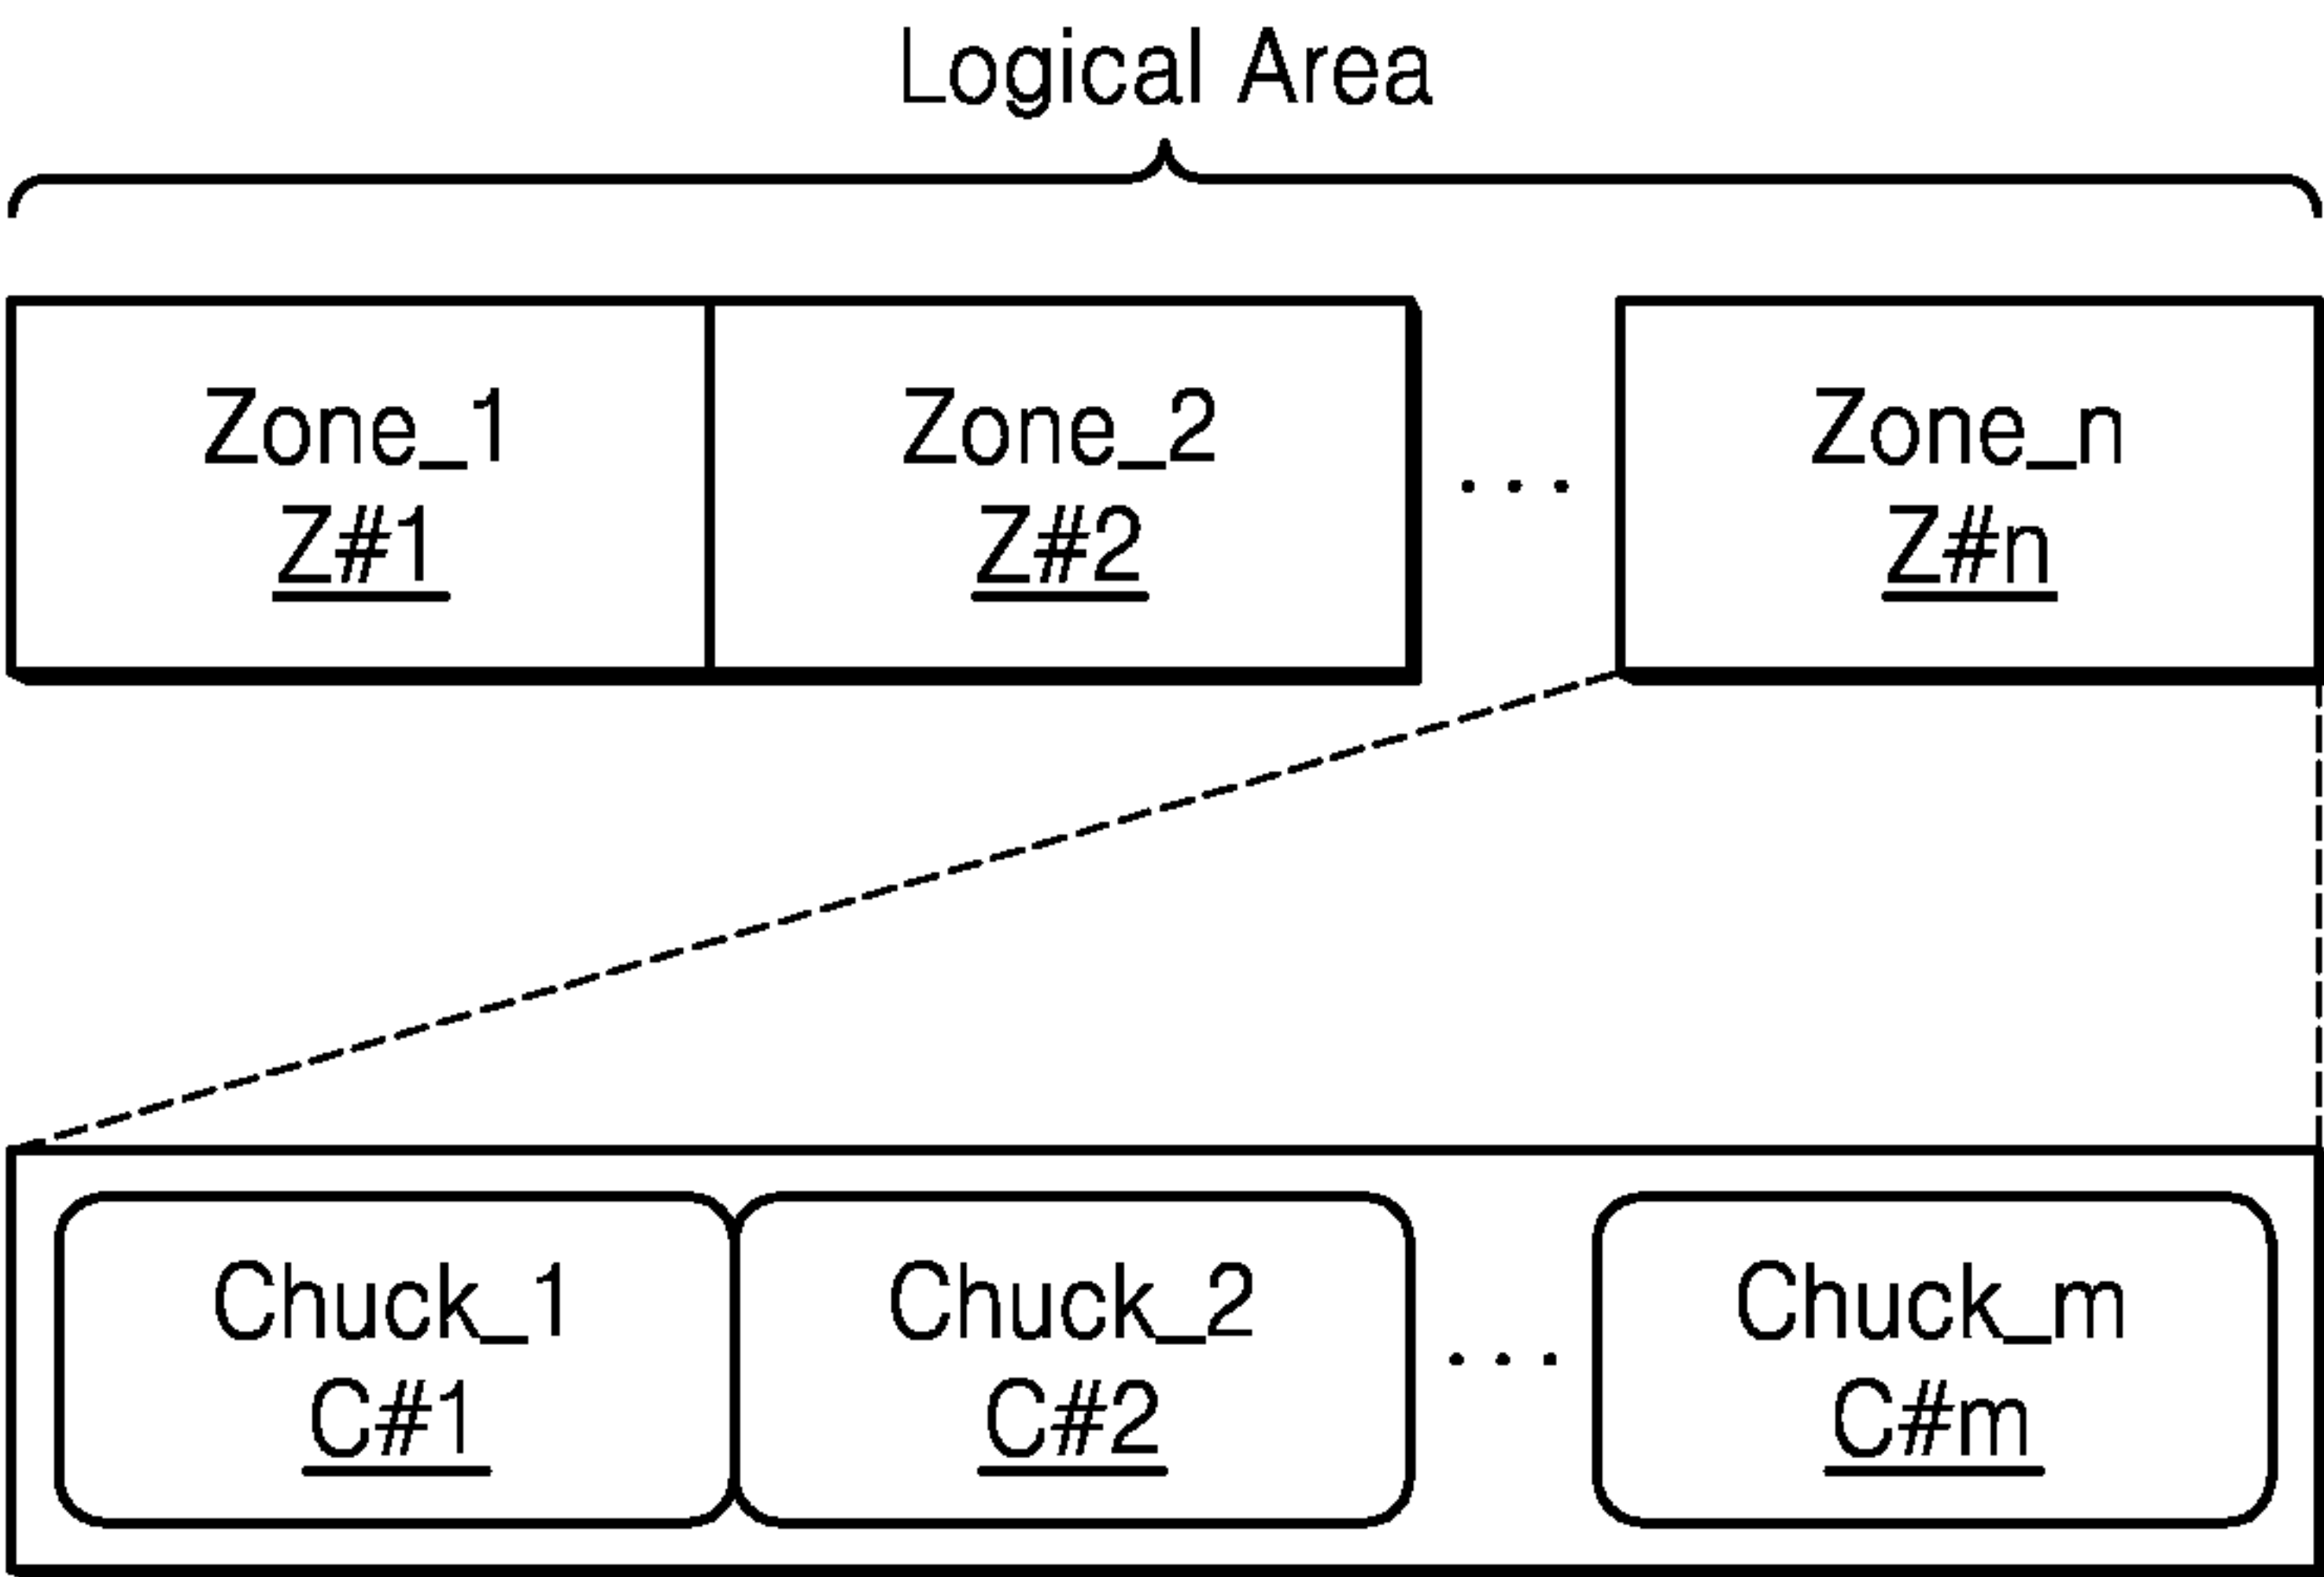 Logical Area
Zone_1
Z#1
Zone_2
Z#2
...
Zone_n
Z#n
Chuck_1
C#1
Chuck_2
C#2
...
Chuck_m
C#m